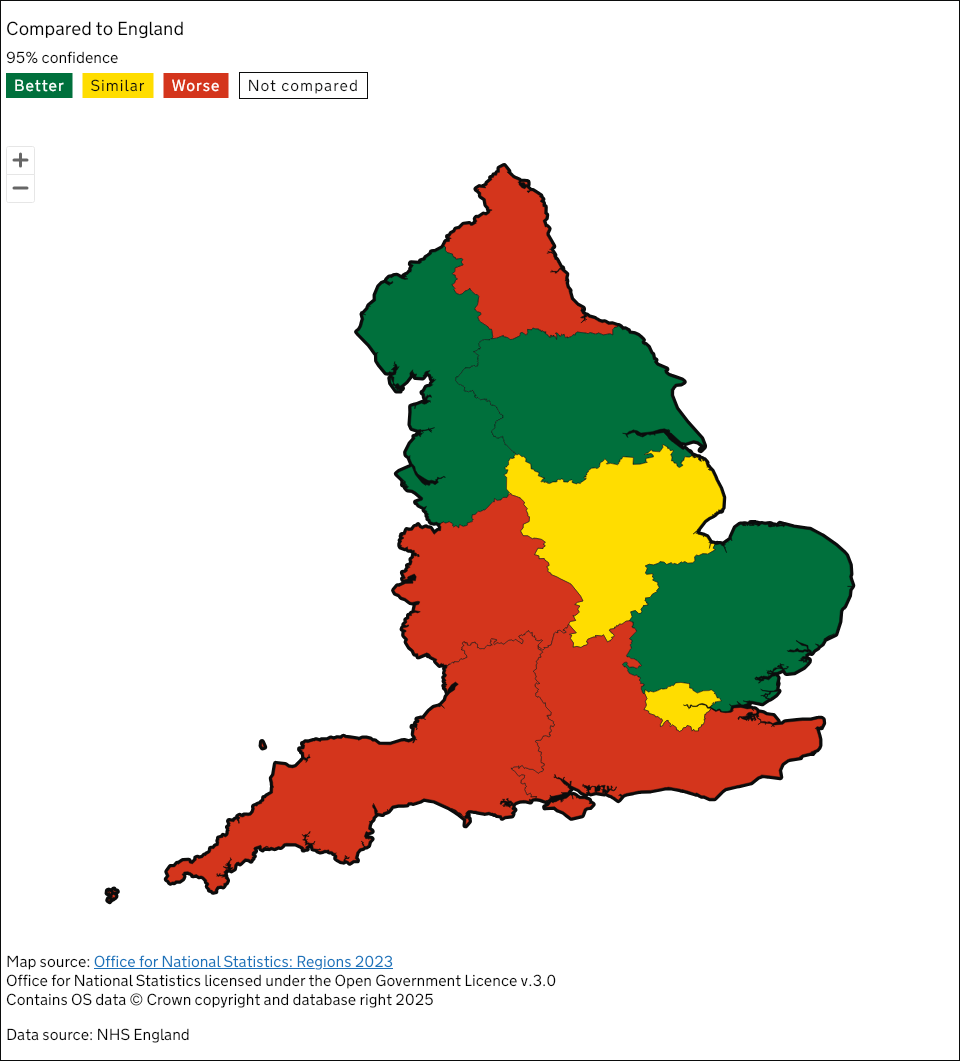 Compared to England
95% confidence
Better Similar Worse Not compared
+
−
Map source: Office for National Statistics: Regions 2023
Office for National Statistics licensed under the Open Government Licence v.3.0
Contains OS data © Crown copyright and database right 2025
Data source: NHS England